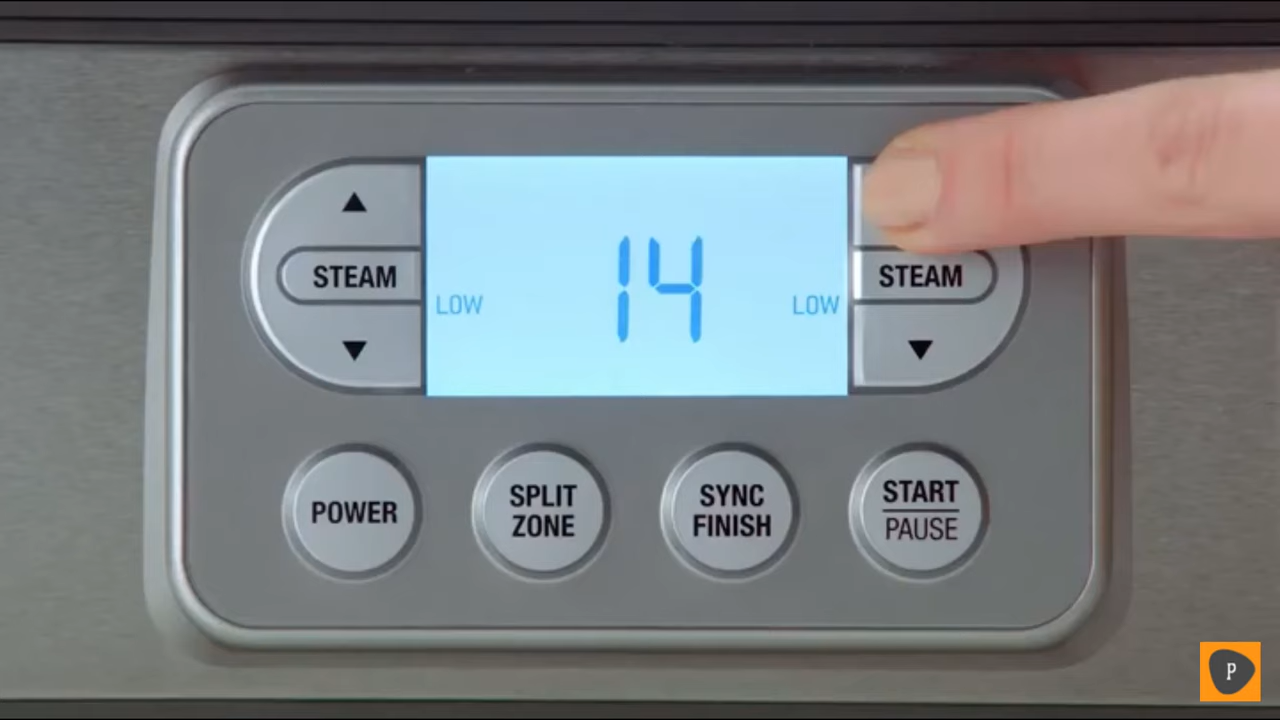 STEAM
LOW
14
LOW
STEAM
POWER
SPLIT
ZONE
SYNC
FINISH
START
PAUSE
P